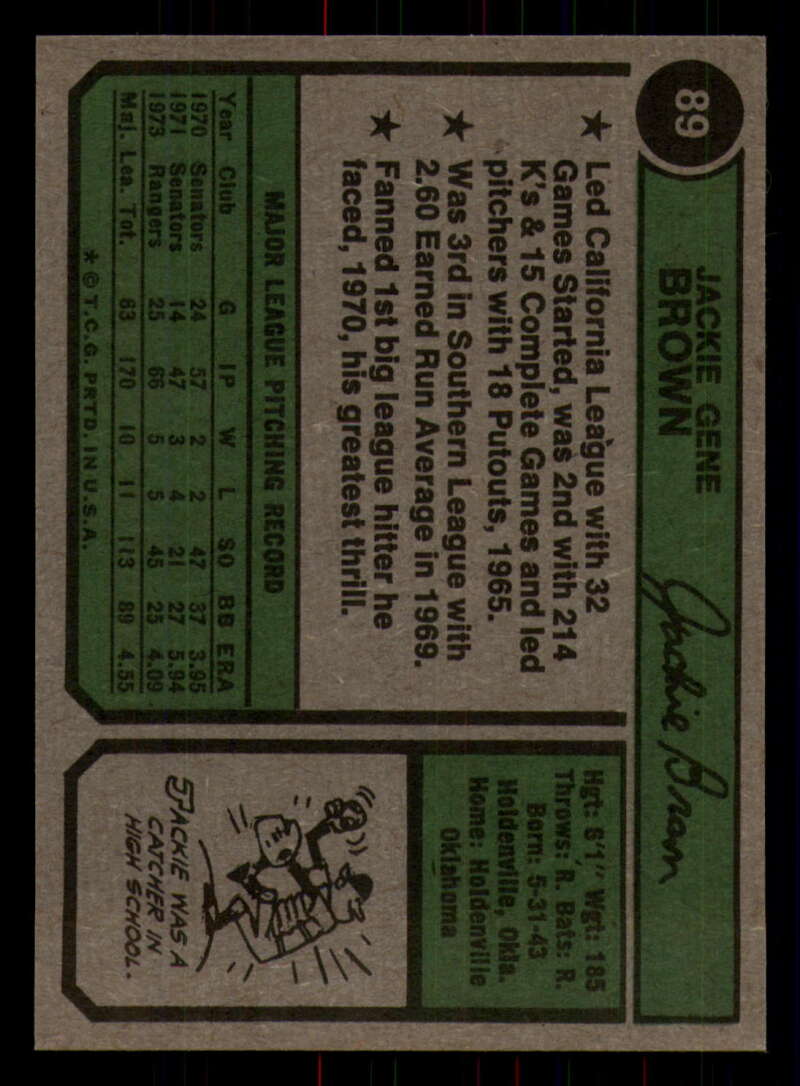 89
JACKIE GENE
BROWN
Jackie Brown
★ Led California League with 32
Games Started, was 2nd with 214
K's & 15 Complete Games and led
pitchers with 18 Putouts, 1965.
★ Was 3rd in Southern League with
2.60 Earned Run Average in 1969.
★ Fanned 1st big league hitter he
faced, 1970, his greatest thrill.
MAJOR LEAGUE PITCHING RECORD
Year Club G IP W L SO BB ERA
1970 Senators 24 57 2 2 47 37 3.95
1971 Senators 14 47 3 4 21 27 5.94
1973 Rangers 25 66 5 5 45 25 4.09
Maj. Lea. Tot. 63 170 10 11 113 89 4.55
* © T.C.G. PRTD. IN U.S.A.
Hgt: 6'1" Wgt: 185
Throws: R. Bats: R.
Born: 5-31-43
Holdenville, Okla.
Home: Holdenville
Oklahoma
JACKIE WAS A
CATCHER IN
HIGH SCHOOL.